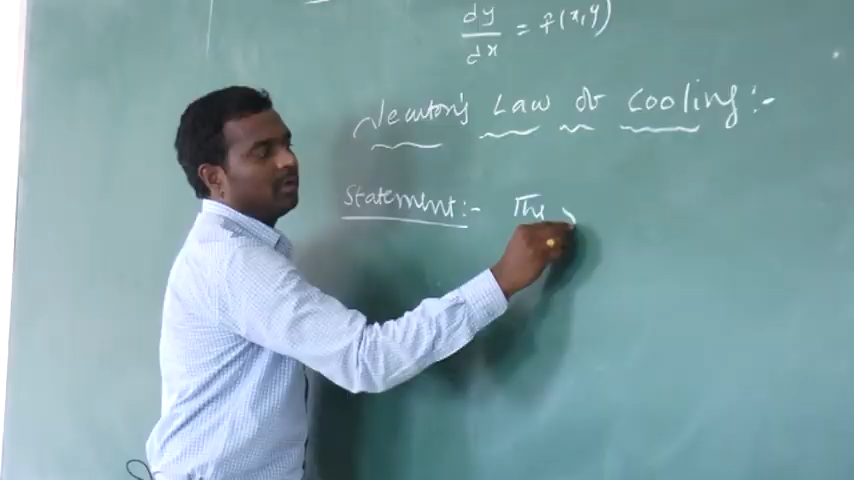 dy/dx = f(x,y)
Newton's Law of Cooling:-
Statement:- The